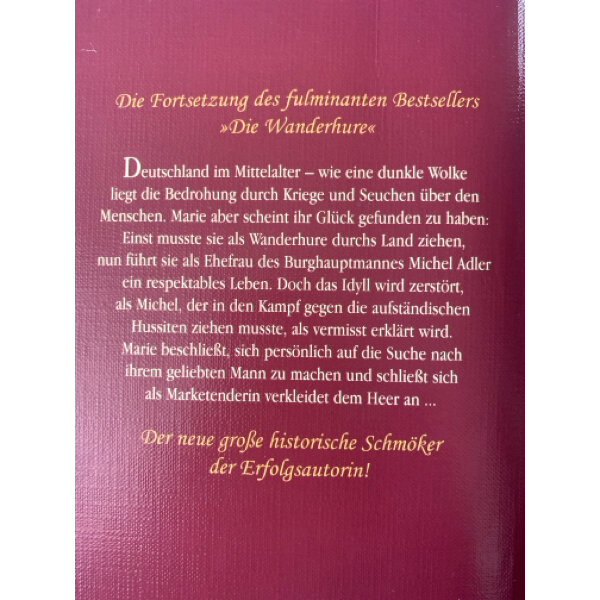 Die Fortsetzung des fulminanten Bestsellers
»Die Wanderhure«
Deutschland im Mittelalter – wie eine dunkle Wolke
liegt die Bedrohung durch Kriege und Seuchen über den
Menschen. Marie aber scheint ihr Glück gefunden zu haben:
Einst musste sie als Wanderhure durchs Land ziehen,
nun führt sie als Ehefrau des Burghauptmannes Michel Adler
ein respektables Leben. Doch das Idyll wird zerstört,
als Michel, der in den Kampf gegen die aufständischen
Hussiten ziehen musste, als vermisst erklärt wird.
Marie beschließt, sich persönlich auf die Suche nach
ihrem geliebten Mann zu machen und schließt sich
als Marketenderin verkleidet dem Heer an ...
Der neue große historische Schmöker
der Erfolgsautorin!